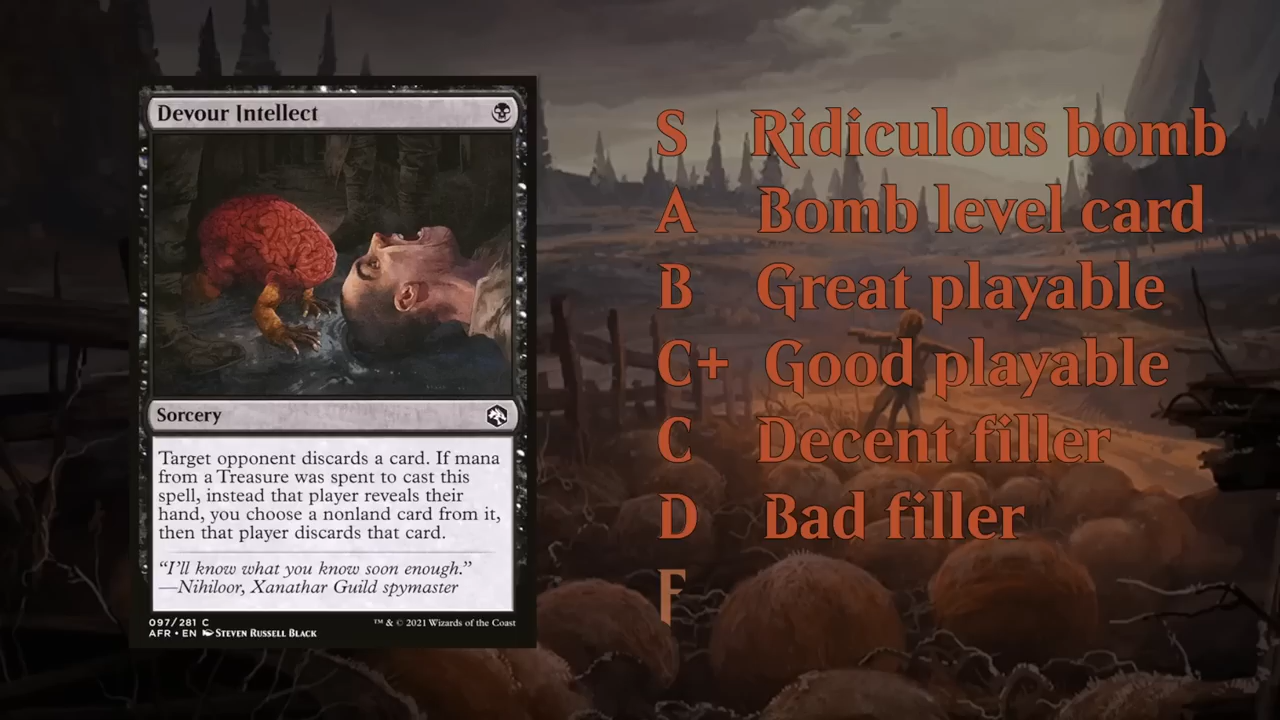 Devour Intellect
Sorcery
Target opponent discards a card. If mana
from a Treasure was spent to cast this
spell, instead that player reveals their
hand, you choose a nonland card from it,
then that player discards that card.
“I’ll know what you know soon enough.”
—Nihiloor, Xanathar Guild spymaster
097/281 C
AFR • EN Steven Russell Black
™ & © 2021 Wizards of the Coast
S Ridiculous bomb
A Bomb level card
B Great playable
C+ Good playable
C Decent filler
D Bad filler
F